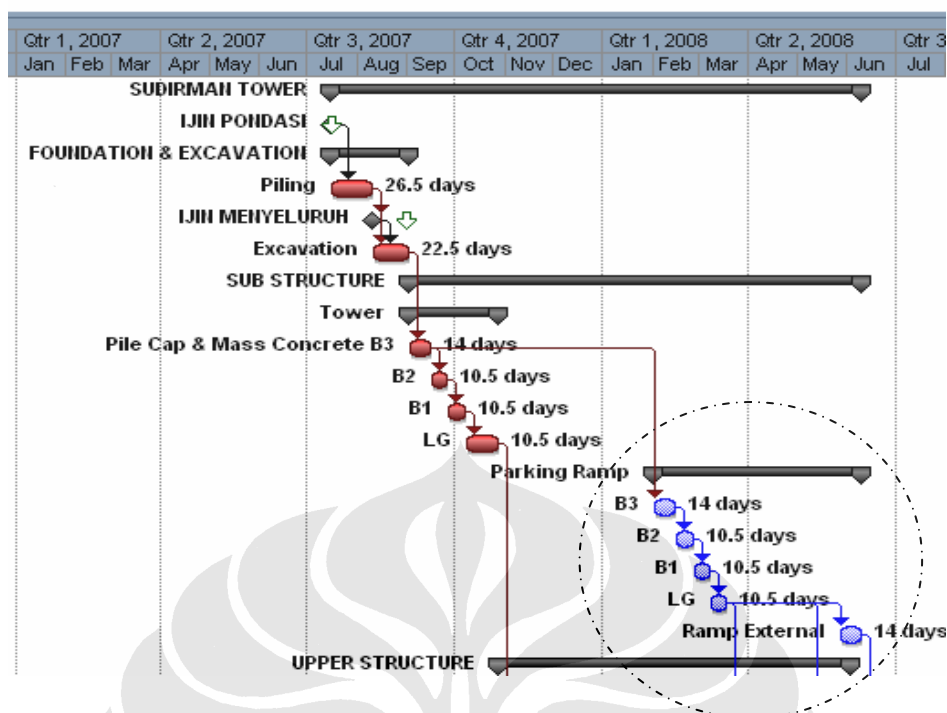 Qtr 1, 2007 Qtr 2, 2007 Qtr 3, 2007 Qtr 4, 2007 Qtr 1, 2008 Qtr 2, 2008 Qtr 3
Jan Feb Mar Apr May Jun Jul Aug Sep Oct Nov Dec Jan Feb Mar Apr May Jun Jul
SUDIRMAN TOWER
IJIN PONDASI
FOUNDATION & EXCAVATION
Piling 26.5 days
IJIN MENYELURUH
Excavation 22.5 days
SUB STRUCTURE
Tower
Pile Cap & Mass Concrete B3 14 days
B2 10.5 days
B1 10.5 days
LG 10.5 days
Parking Ramp
B3 14 days
B2 10.5 days
B1 10.5 days
LG 10.5 days
Ramp External 14 days
UPPER STRUCTURE